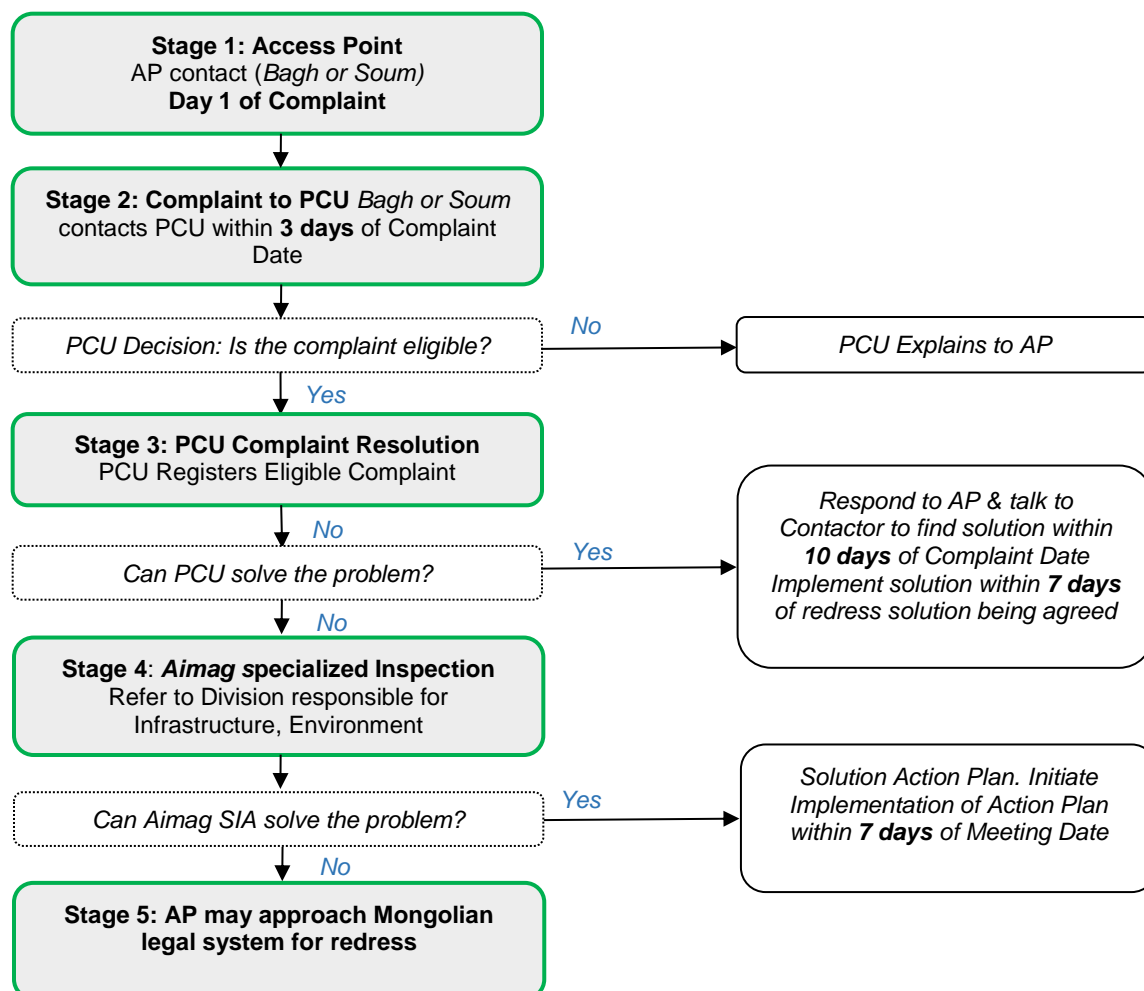 Stage 1: Access Point
AP contact (Bagh or Soum)
Day 1 of Complaint
Stage 2: Complaint to PCU Bagh or Soum
contacts PCU within 3 days of Complaint
Date
PCU Decision: Is the complaint eligible?
No
PCU Explains to AP
Yes
Stage 3: PCU Complaint Resolution
PCU Registers Eligible Complaint
No
Can PCU solve the problem?
Yes
Respond to AP & talk to
Contactor to find solution within
10 days of Complaint Date
Implement solution within 7 days
of redress solution being agreed
No
Stage 4: Aimag specialized Inspection
Refer to Division responsible for
Infrastructure, Environment
Can Aimag SIA solve the problem?
Yes
Solution Action Plan. Initiate
Implementation of Action Plan
within 7 days of Meeting Date
No
Stage 5: AP may approach Mongolian
legal system for redress